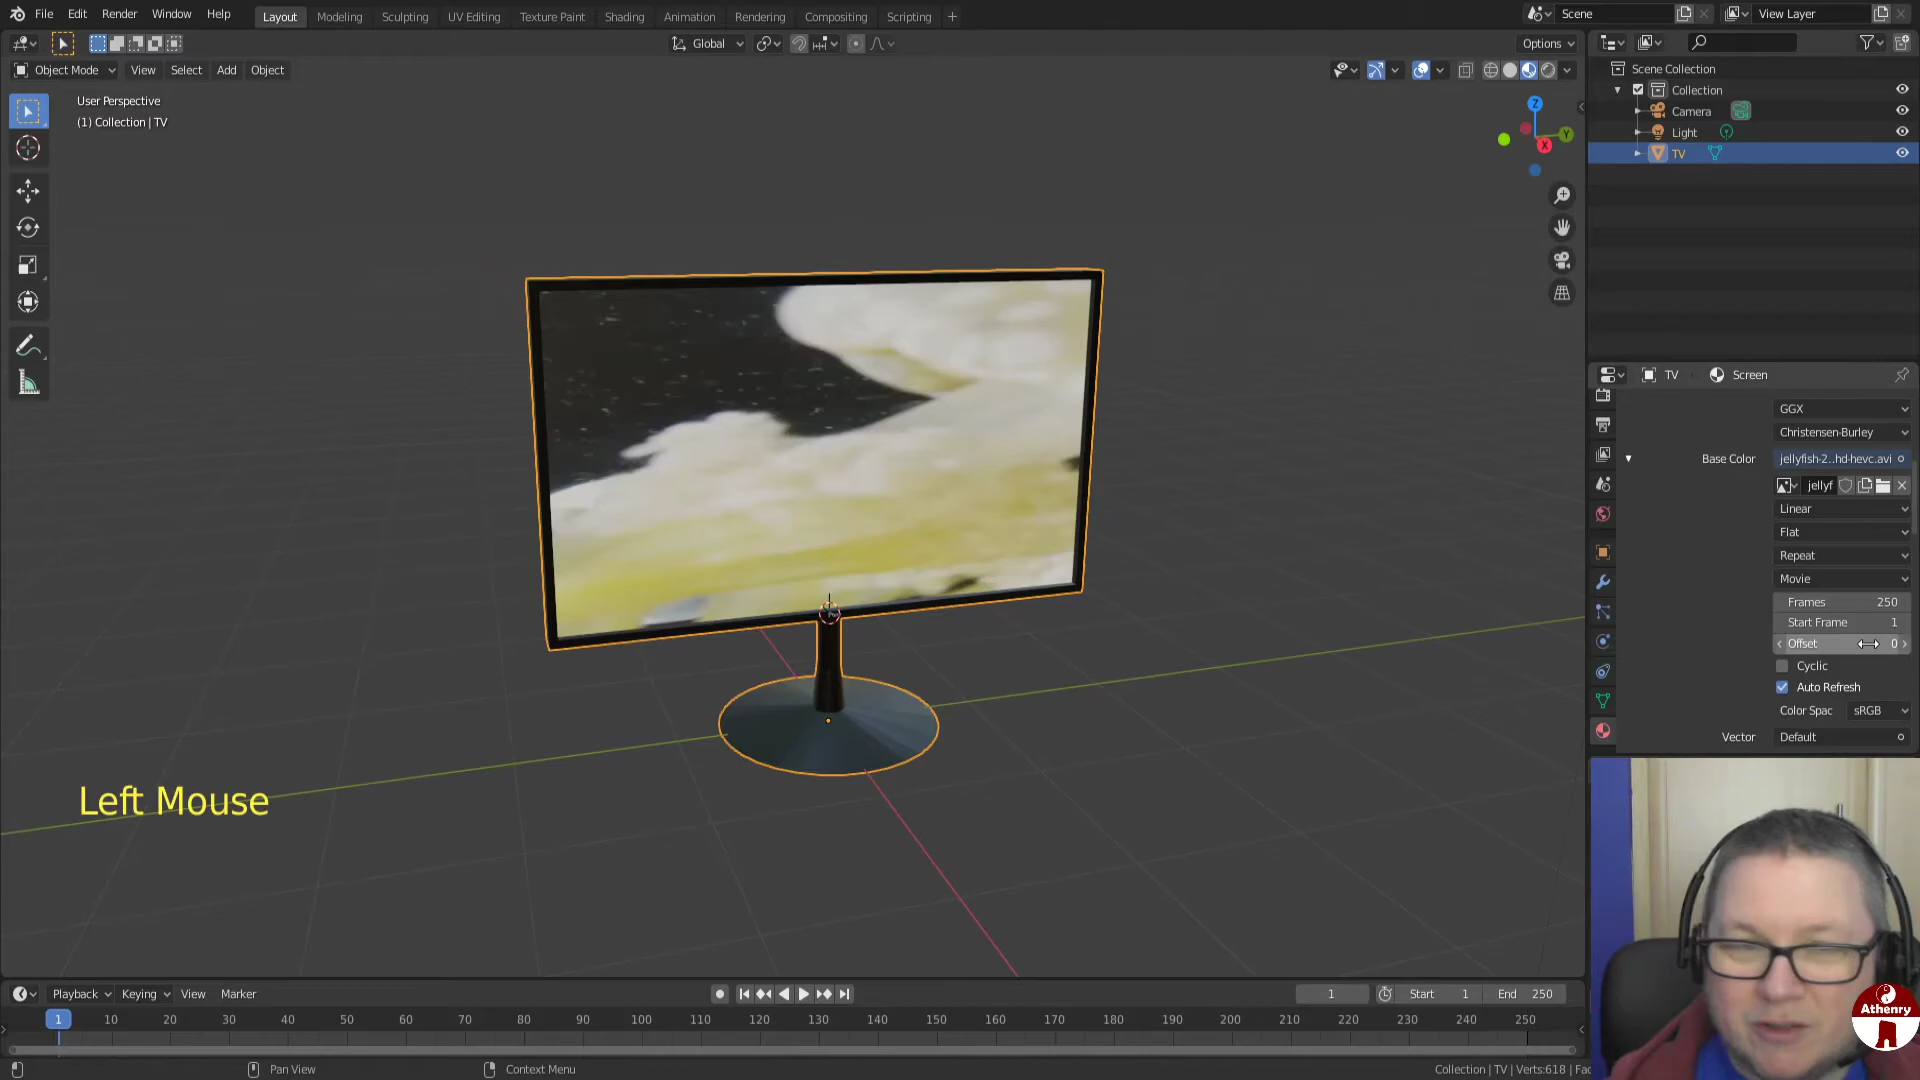 File Edit Render Window Help
Layout Modeling Sculpting UV Editing Texture Paint Shading Animation Rendering Compositing Scripting +
Scene
View Layer
Global
Options
Object Mode View Select Add Object
User Perspective
(1) Collection | TV
Z
Y
X
Scene Collection
Collection
Camera
Light
TV
TV Screen
GGX
Christensen-Burley
Base Color jellyfish-2..hd-hevc.avi
jellyf
Linear
Flat
Repeat
Movie
Frames 250
Start Frame 1
Offset 0
Cyclic
Auto Refresh
Color Spac sRGB
Vector Default
Left Mouse
Athenry
Playback Keying View Marker
1 Start 1 End 250
1 10 20 30 40 50 60 70 80 90 100 110 120 130 140 150 160 170 180 190 200 210 220 230 240 250
Pan View
Context Menu
Collection | TV | Verts:618 | Fac